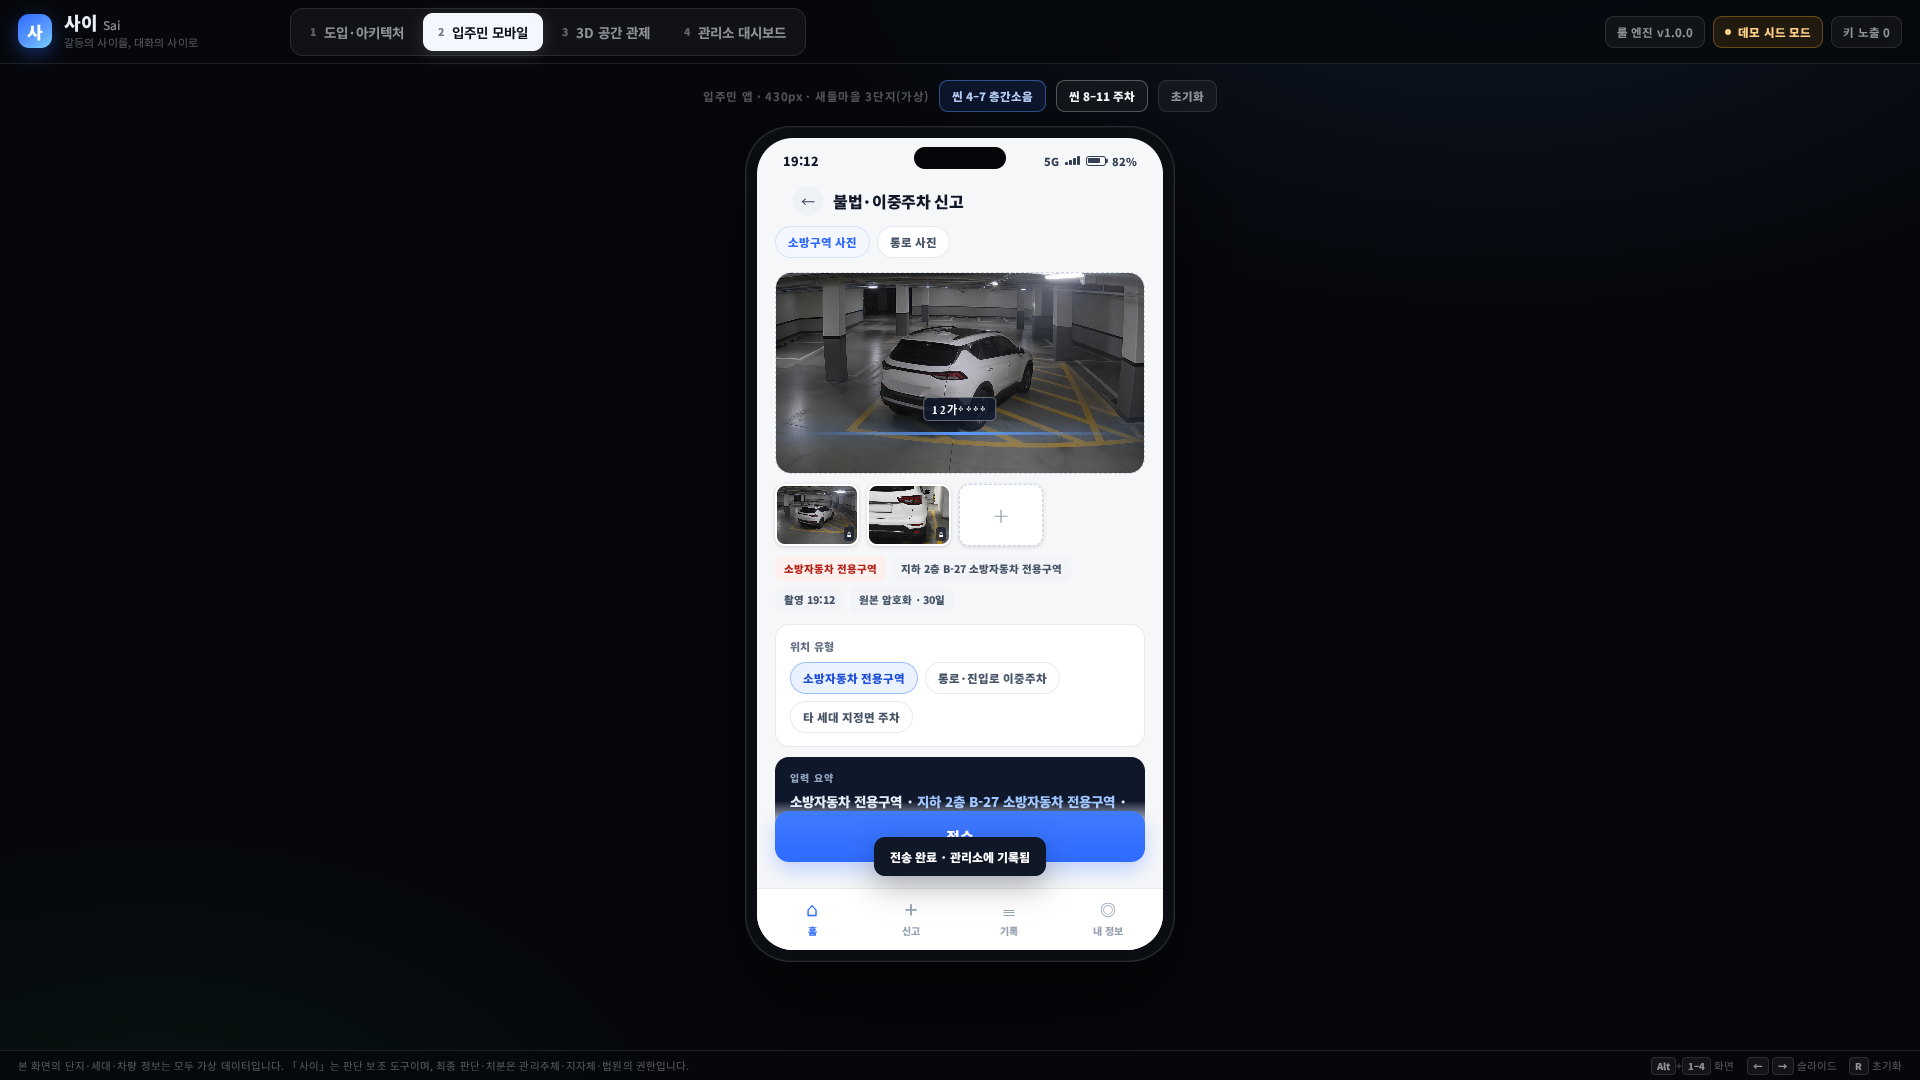 사
사이 Sai
갈등의 사이를, 대화의 사이로
1 도입·아키텍처
2 입주민 모바일
3 3D 공간 관제
4 관리소 대시보드
룰 엔진 v1.0.0
데모 시드 모드
키 노출 0
입주민 앱 · 430px · 새들마을 3단지(가상)
씬 4–7 층간소음
씬 8–11 주차
초기화
19:12
5G 82%
← 불법·이중주차 신고
소방구역 사진
통로 사진
12가****
+
소방자동차 전용구역
지하 2층 B-27 소방자동차 전용구역
촬영 19:12
원본 암호화 · 30일
위치 유형
소방자동차 전용구역
통로·진입로 이중주차
타 세대 지정면 주차
입력 요약
소방자동차 전용구역 · 지하 2층 B-27 소방자동차 전용구역 ·
전송 완료 · 관리소에 기록됨
홈
신고
기록
내 정보
본 화면의 단지·세대·차량 정보는 모두 가상 데이터입니다. 「사이」는 판단 보조 도구이며, 최종 판단·처분은 관리주체·지자체·법원의 권한입니다.
Alt + 1–4 화면 ← → 슬라이드 R 초기화